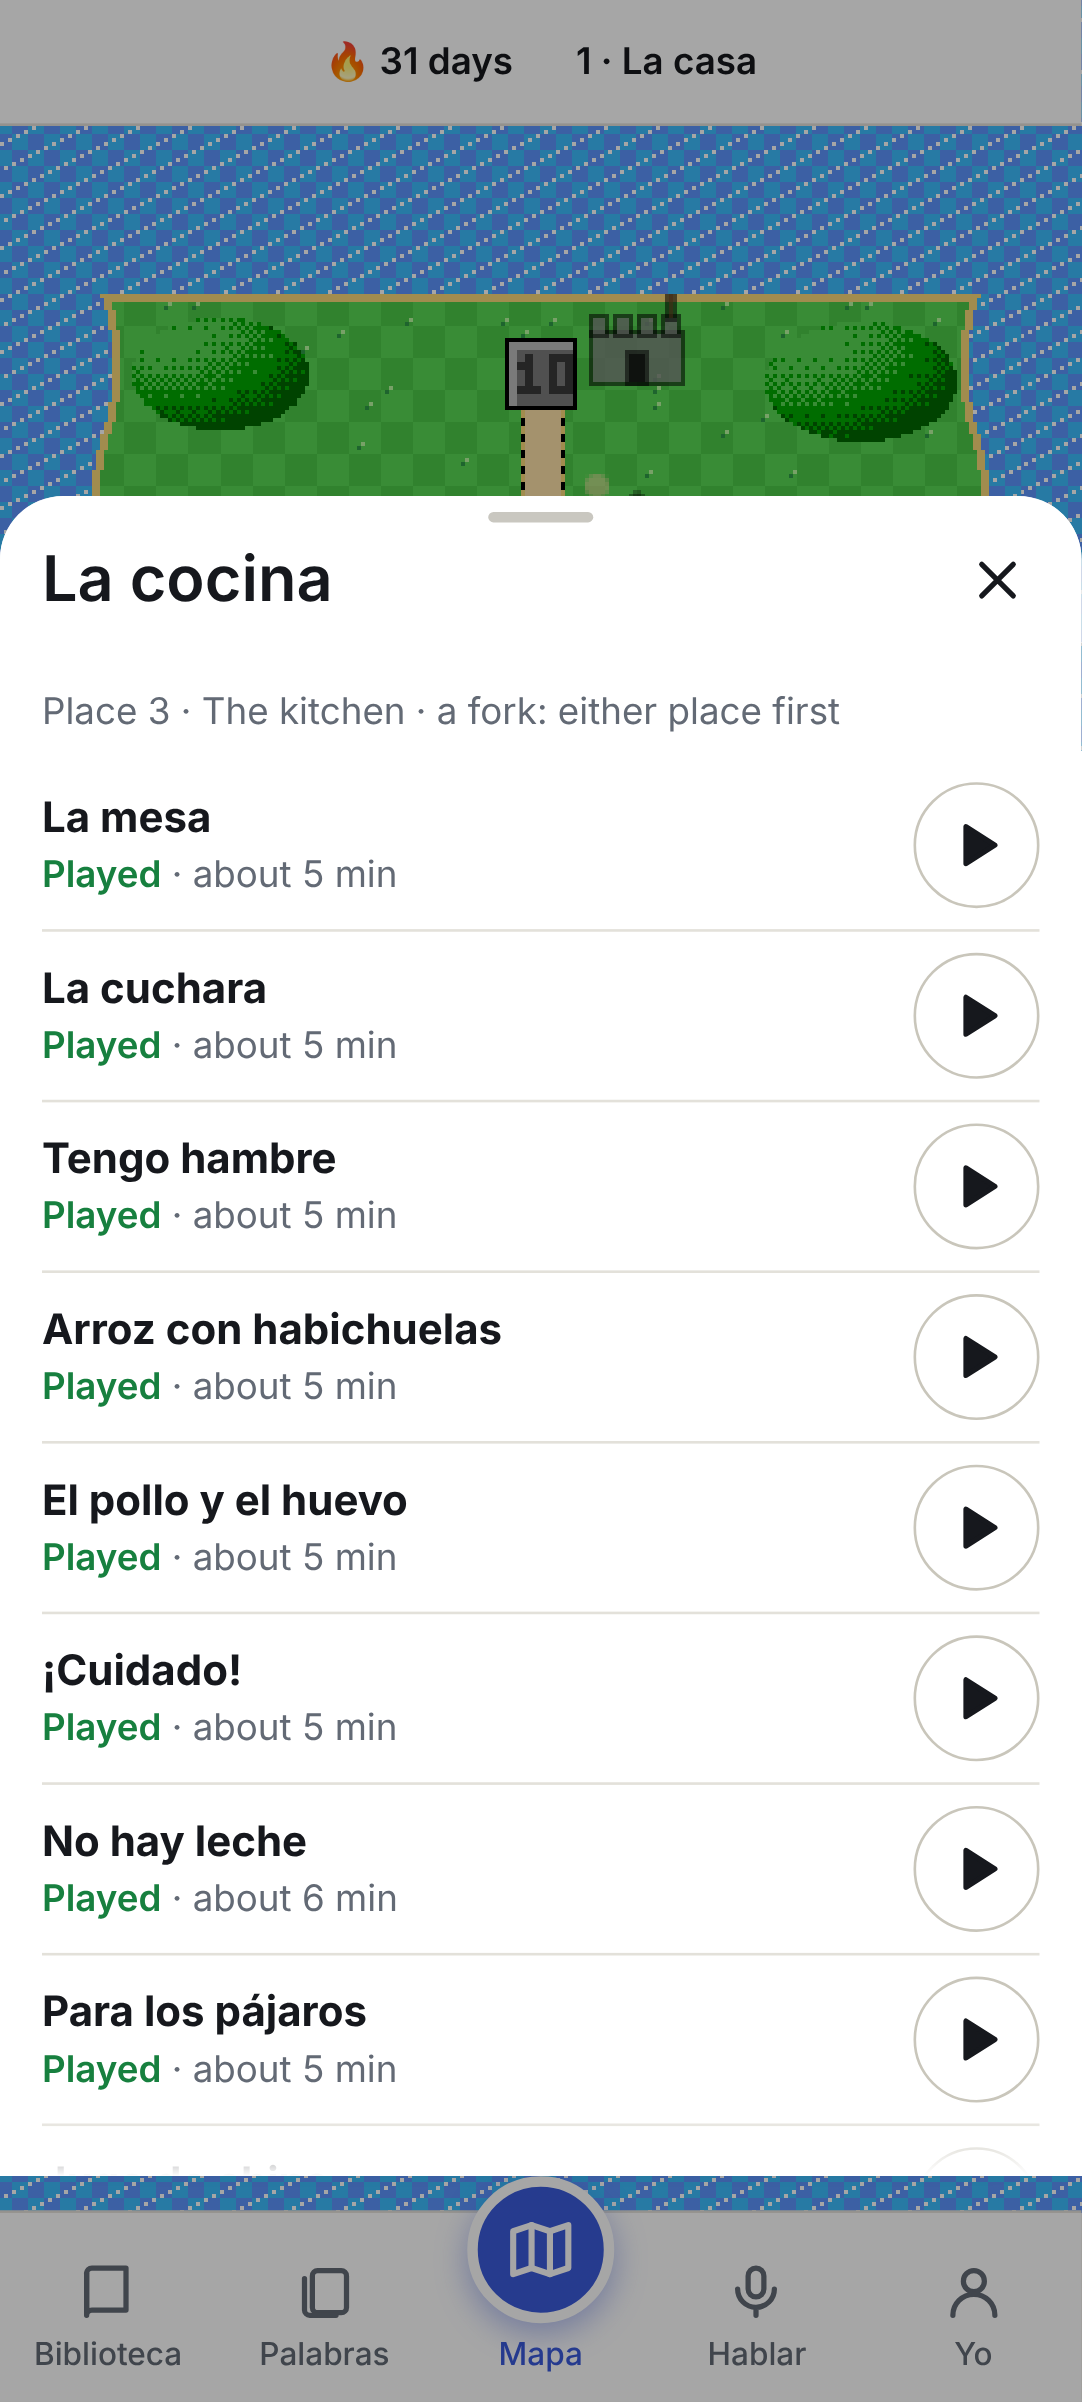 🔥 31 days
1 · La casa
10
La cocina
Place 3 · The kitchen · a fork: either place first
La mesa
Played · about 5 min
La cuchara
Played · about 5 min
Tengo hambre
Played · about 5 min
Arroz con habichuelas
Played · about 5 min
El pollo y el huevo
Played · about 5 min
¡Cuidado!
Played · about 5 min
No hay leche
Played · about 6 min
Para los pájaros
Played · about 5 min
Biblioteca
Palabras
Mapa
Hablar
Yo